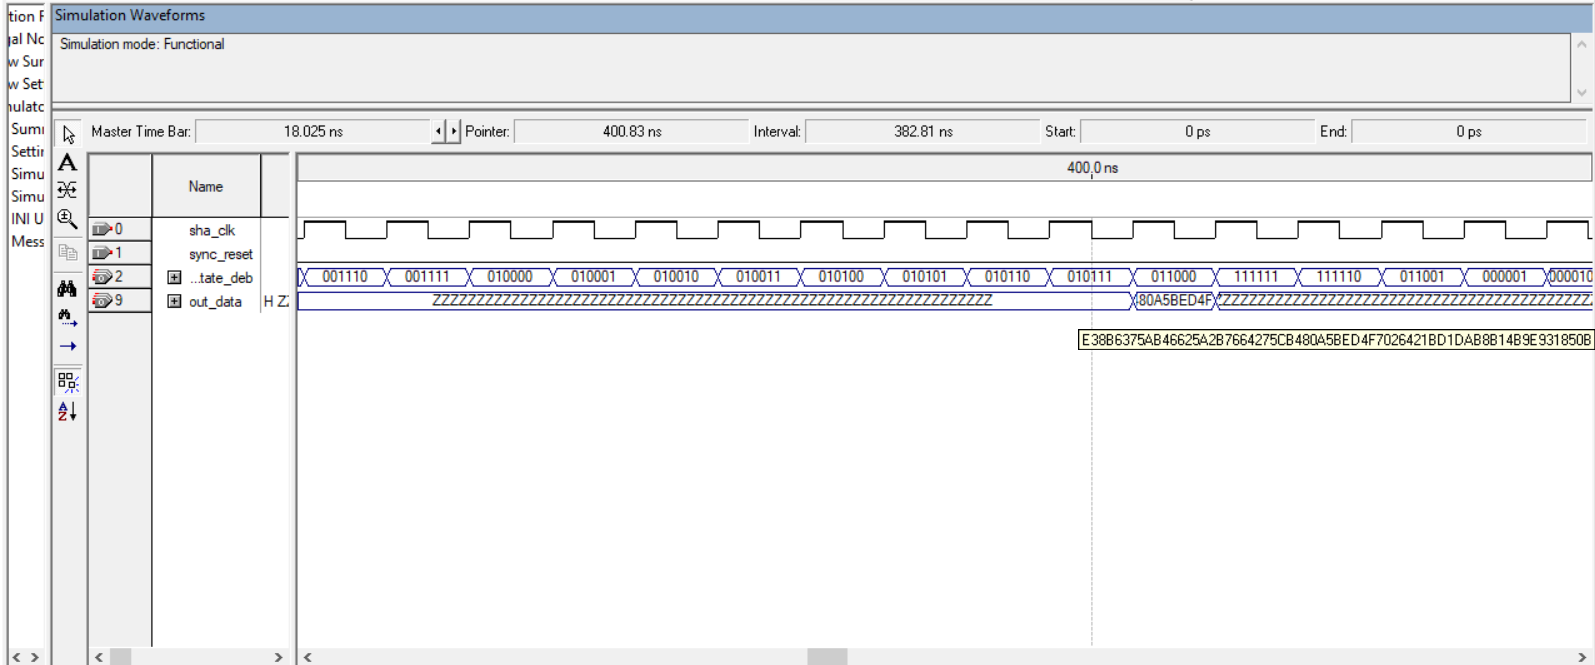 tion F
Simulation Waveforms
gal Nc
Simulation mode: Functional
w Sur
w Set
nulatc
Sumi
Master Time Bar: 18.025 ns Pointer: 400.83 ns Interval: 382.81 ns Start: 0 ps End: 0 ps
Settir
Simu
Simu
INI U
Mess
400.0 ns
Name
0 sha_clk
1 sync_reset
2 ...tate_deb 001110 001111 010000 010001 010010 010011 010100 010101 010110 010111 011000 111111 111110 011001 000001 000010
9 out_data H Z
80A5BED4F
E38B6375AB46625A2B7664275CB480A5BED4F7026421BD1DAB8B14B9E931850B